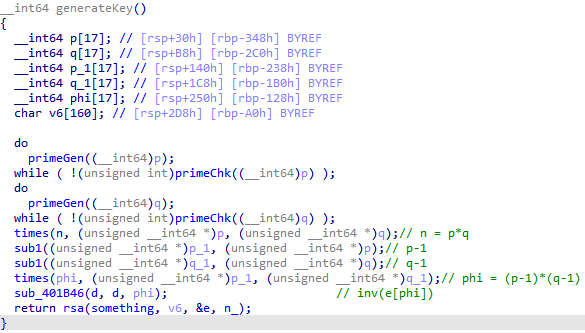 __int64 generateKey()
{
  __int64 p[17]; // [rsp+30h] [rbp-348h] BYREF
  __int64 q[17]; // [rsp+B8h] [rbp-2C0h] BYREF
  __int64 p_1[17]; // [rsp+140h] [rbp-238h] BYREF
  __int64 q_1[17]; // [rsp+1C8h] [rbp-1B0h] BYREF
  __int64 phi[17]; // [rsp+250h] [rbp-128h] BYREF
  char v6[160]; // [rsp+2D8h] [rbp-A0h] BYREF

  do
    primeGen((__int64)p);
  while ( !(unsigned int)primeChk((__int64)p) );
  do
    primeGen((__int64)q);
  while ( !(unsigned int)primeChk((__int64)q) );
  times(n, (unsigned __int64 *)p, (unsigned __int64 *)q);// n = p*q
  sub1((unsigned __int64 *)p_1, (unsigned __int64 *)p);// p-1
  sub1((unsigned __int64 *)q_1, (unsigned __int64 *)q);// q-1
  times(phi, (unsigned __int64 *)p_1, (unsigned __int64 *)q_1);// phi = (p-1)*(q-1)
  sub_401B46(d, d, phi);                        // inv(e[phi])
  return rsa(something, v6, &e, n_);
}